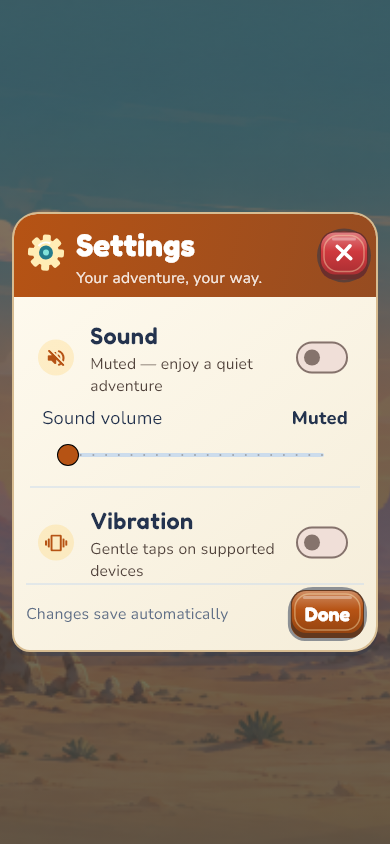 Settings
Your adventure, your way.
Sound
Muted — enjoy a quiet
adventure
Sound volume Muted
Vibration
Gentle taps on supported
devices
Changes save automatically
Done